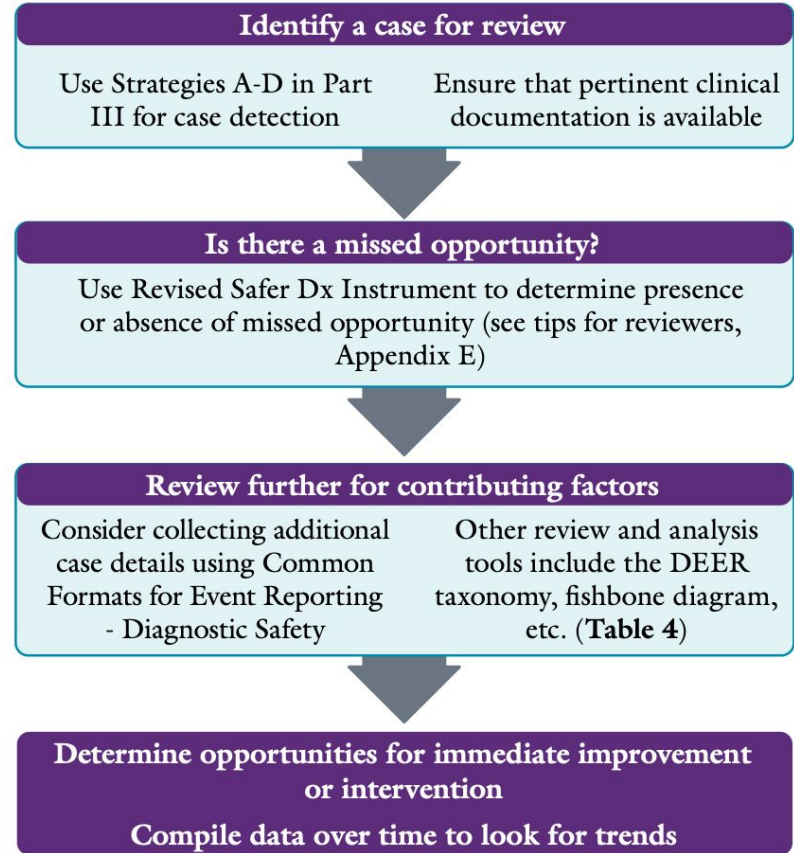 Identify a case for review
Use Strategies A-D in Part
III for case detection
Ensure that pertinent clinical
documentation is available
Is there a missed opportunity?
Use Revised Safer Dx Instrument to determine presence
or absence of missed opportunity (see tips for reviewers,
Appendix E)
Review further for contributing factors
Consider collecting additional
case details using Common
Formats for Event Reporting
- Diagnostic Safety
Other review and analysis
tools include the DEER
taxonomy, fishbone diagram,
etc. (Table 4)
Determine opportunities for immediate improvement
or intervention
Compile data over time to look for trends